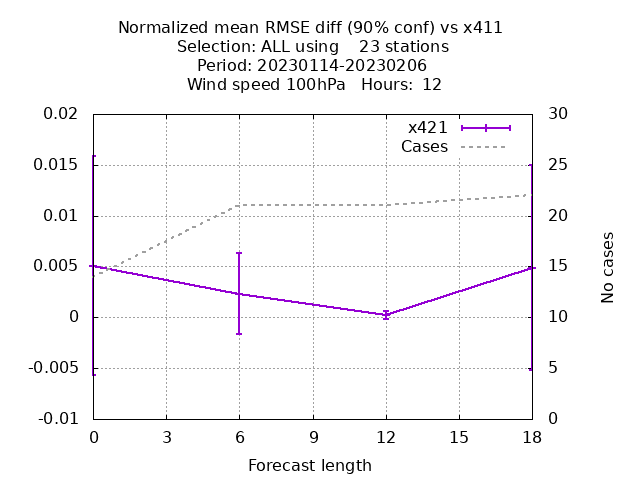 Normalized mean RMSE diff (90% conf) vs x411
Selection: ALL using    23 stations
Period: 20230114-20230206
Wind speed 100hPa   Hours:  12
x421
Cases
0.02
0.015
0.01
0.005
0
-0.005
-0.01
30
25
20
15
10
5
0
No cases
0 3 6 9 12 15 18
Forecast length